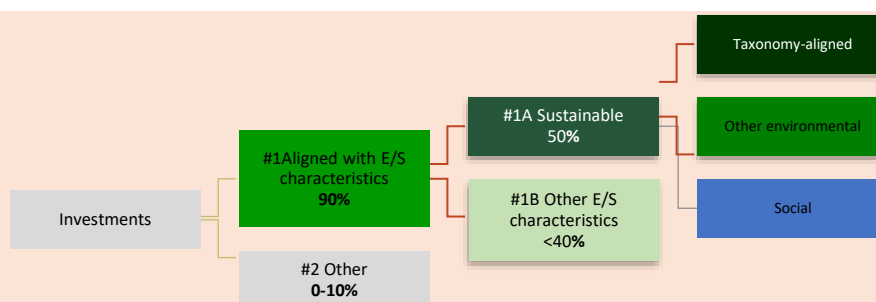 Investments
#1Aligned with E/S
characteristics
90%
#2 Other
0-10%
#1A Sustainable
50%
#1B Other E/S
characteristics
<40%
Taxonomy-aligned
Other environmental
Social